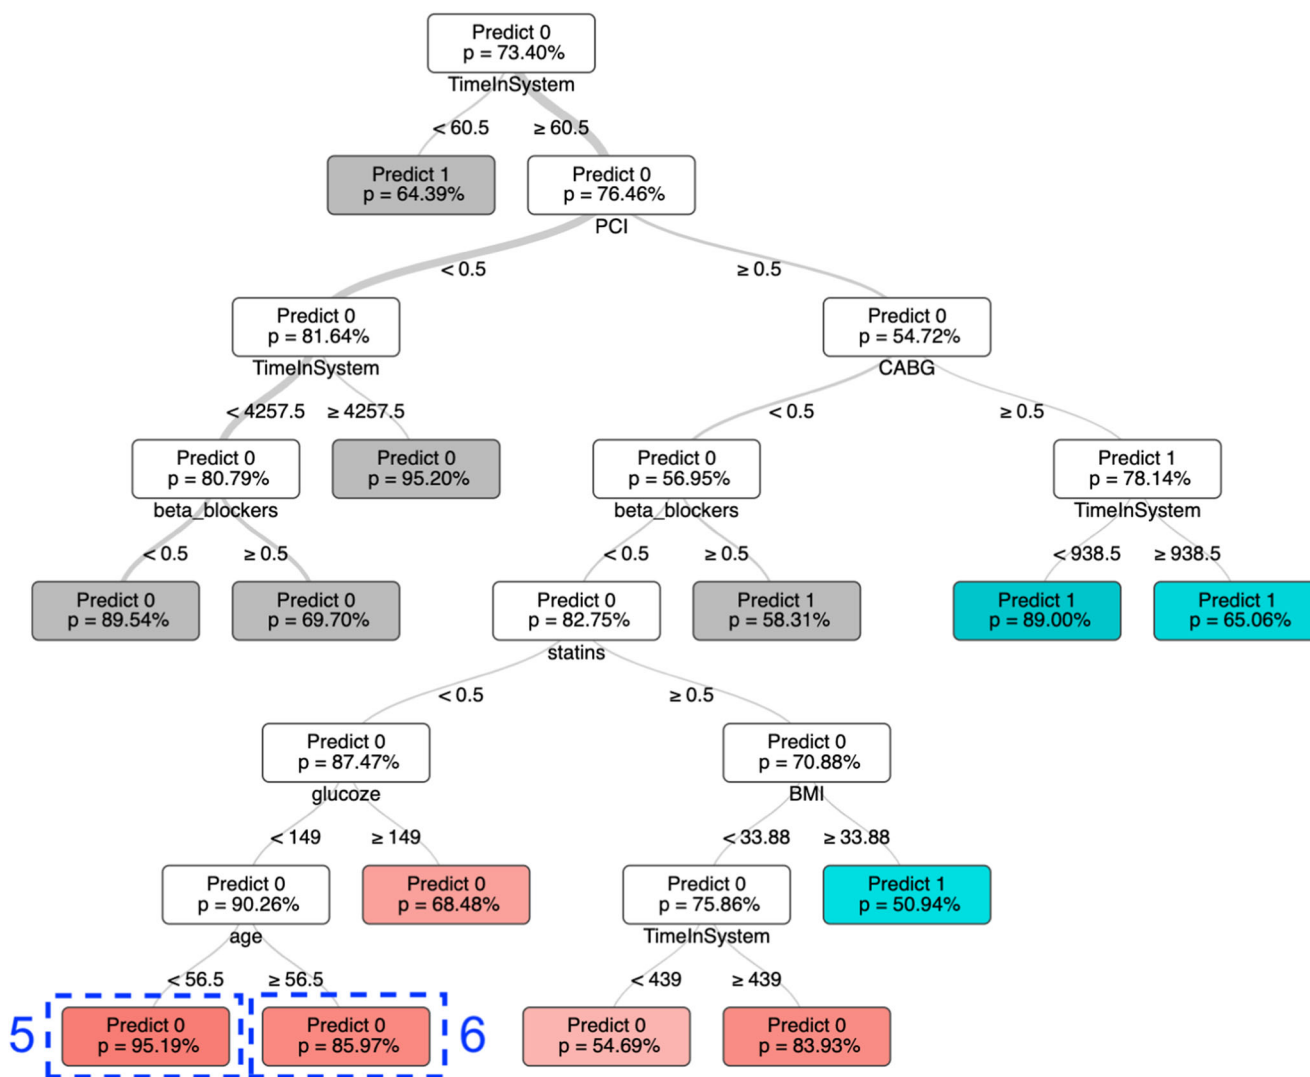 Predict 0
p = 73.40%
TimeInSystem
< 60.5 ≥ 60.5
Predict 1 Predict 0
p = 64.39% p = 76.46%
PCI
< 0.5 ≥ 0.5
Predict 0 Predict 0
p = 81.64% p = 54.72%
TimeInSystem CABG
< 4257.5 ≥ 4257.5 < 0.5 ≥ 0.5
Predict 0 Predict 0 Predict 0 Predict 1
p = 80.79% p = 95.20% p = 56.95% p = 78.14%
beta_blockers beta_blockers TimeInSystem
< 0.5 ≥ 0.5 < 0.5 ≥ 0.5 < 938.5 ≥ 938.5
Predict 0 Predict 0 Predict 0 Predict 1 Predict 1 Predict 1
p = 89.54% p = 69.70% p = 82.75% p = 58.31% p = 89.00% p = 65.06%
statins
< 0.5 ≥ 0.5
Predict 0 Predict 0
p = 87.47% p = 70.88%
glucoze BMI
< 149 ≥ 149 < 33.88 ≥ 33.88
Predict 0 Predict 0 Predict 0 Predict 1
p = 90.26% p = 68.48% p = 75.86% p = 50.94%
age TimeInSystem
< 56.5 ≥ 56.5 < 439 ≥ 439
5 Predict 0 Predict 0 6 Predict 0 Predict 0
p = 95.19% p = 85.97% p = 54.69% p = 83.93%